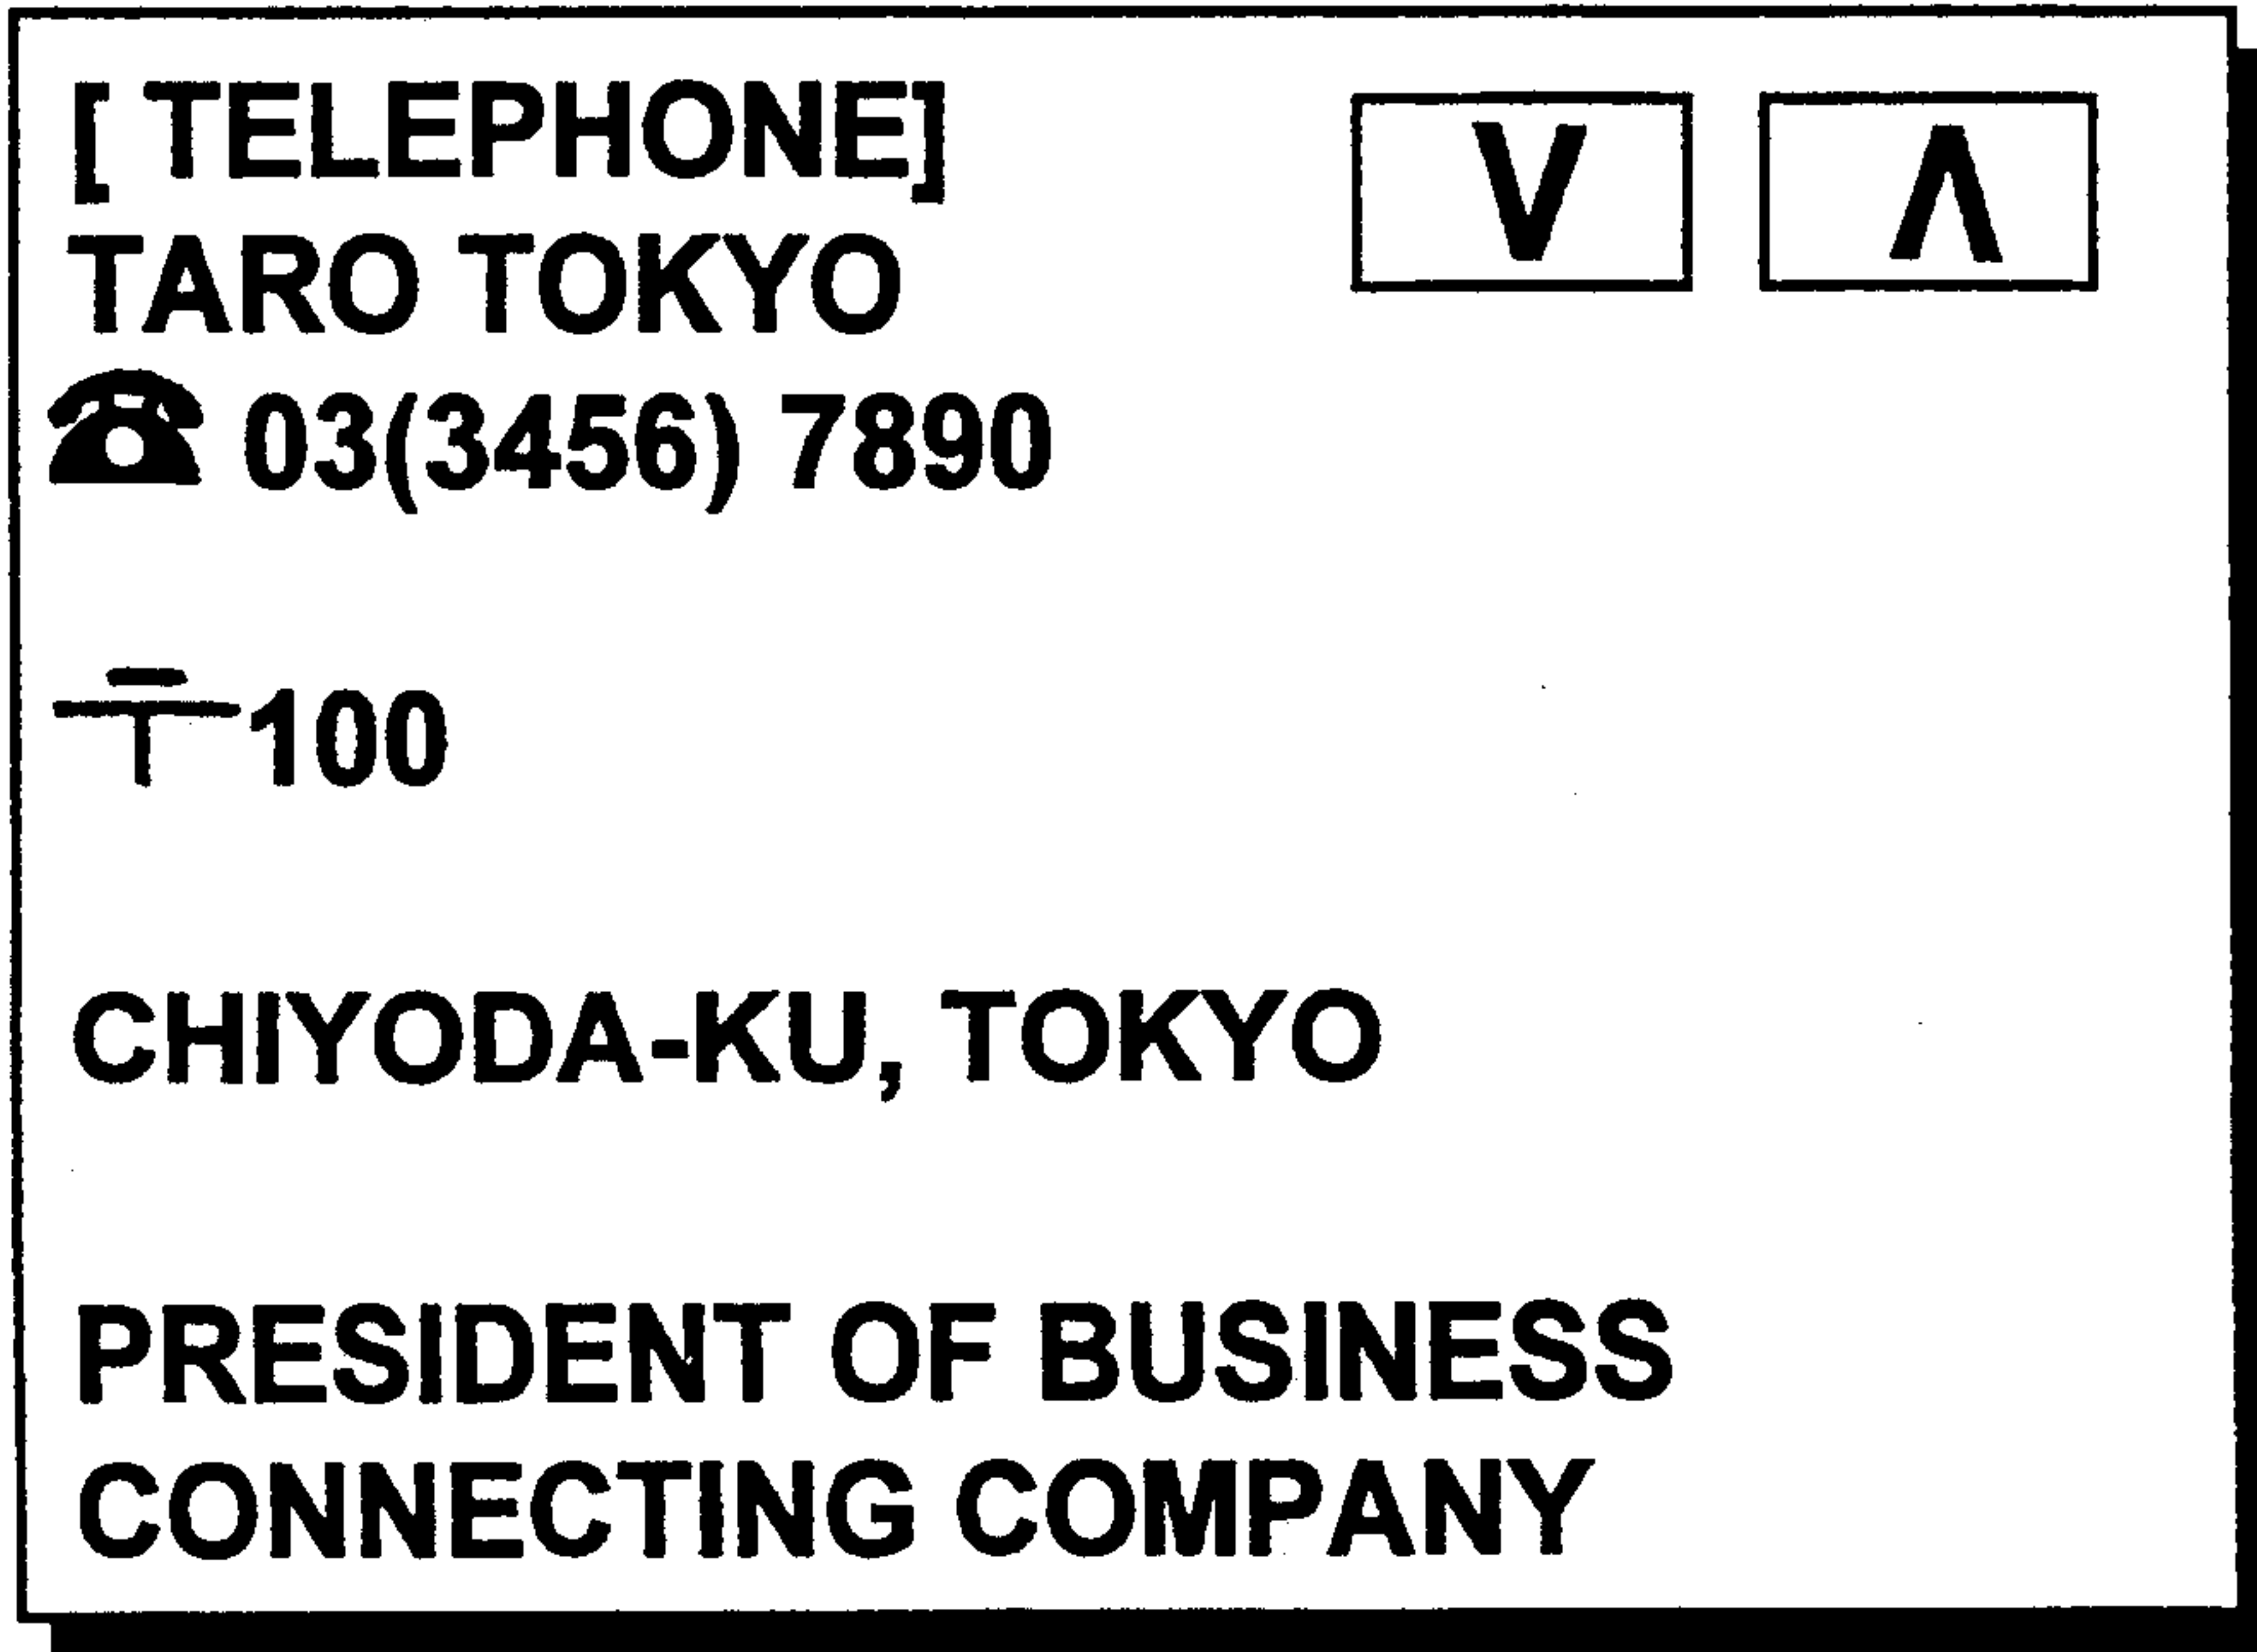 [ TELEPHONE] V Λ
TARO TOKYO
☎ 03(3456) 7890
〒100
CHIYODA-KU, TOKYO
PRESIDENT OF BUSINESS
CONNECTING COMPANY